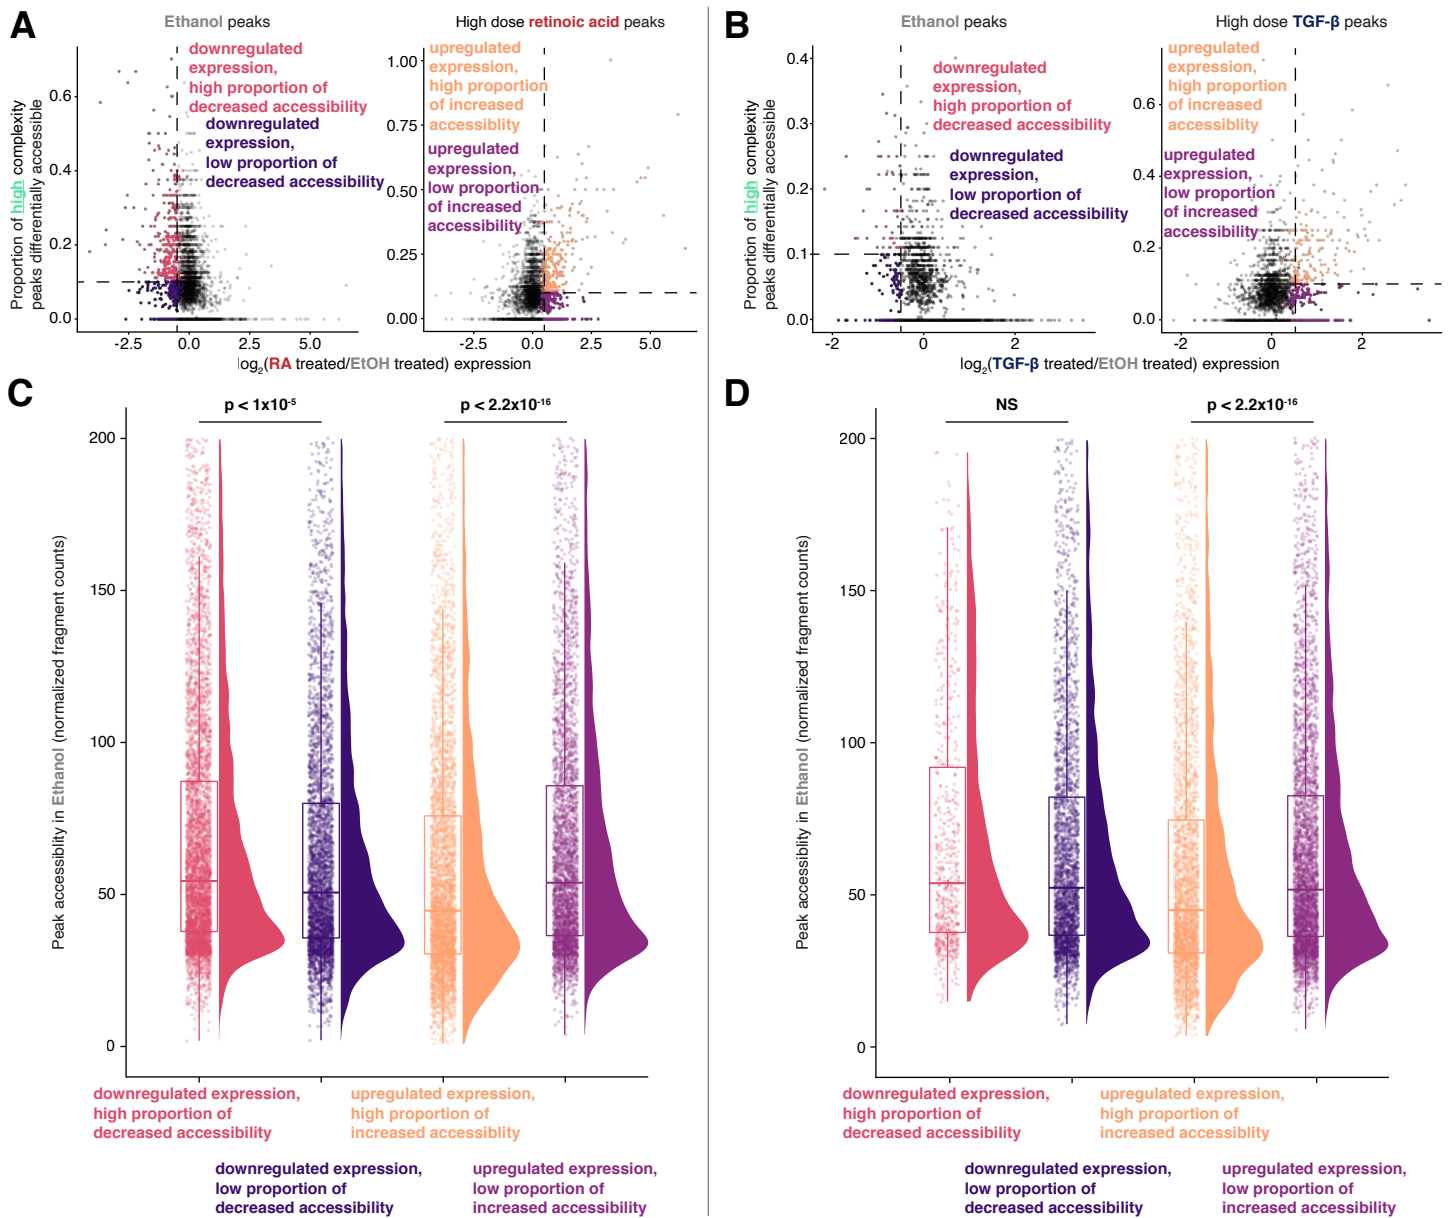 A
Ethanol peaks
High dose retinoic acid peaks
Proportion of high complexity
peaks differentially accessible
0.6
0.4
0.2
0.0
-2.5
0.0
2.5
5.0
downregulated
expression,
high proportion of
decreased accessibility
downregulated
expression,
low proportion of
decreased accessibility
1.00
0.75
0.50
0.25
0.00
-2.5
0.0
2.5
5.0
upregulated
expression,
high proportion
of increased
accessiblity
upregulated
expression,
low proportion
of increased
accessibility
log2(RA treated/EtOH treated) expression
B
Ethanol peaks
High dose TGF-β peaks
Proportion of high complexity
peaks differentially accessible
0.4
0.3
0.2
0.1
0.0
-2
0
2
downregulated
expression,
high proportion of
decreased accessibility
downregulated
expression,
low proportion of
decreased accessibility
0.6
0.4
0.2
0.0
-2
0
2
upregulated
expression,
high proportion
of increased
accessiblity
upregulated
expression,
low proportion
of increased
accessibility
log2(TGF-β treated/EtOH treated) expression
C
p < 1x10-5
p < 2.2x10-16
Peak accessiblity in Ethanol (normalized fragment counts)
200
150
100
50
0
downregulated expression,
high proportion of
decreased accessibility
upregulated expression,
high proportion of
increased accessiblity
downregulated expression,
low proportion of
decreased accessibility
upregulated expression,
low proportion of
increased accessibility
D
NS
p < 2.2x10-16
Peak accessiblity in Ethanol (normalized fragment counts)
200
150
100
50
0
downregulated expression,
high proportion of
decreased accessibility
upregulated expression,
high proportion of
increased accessiblity
downregulated expression,
low proportion of
decreased accessibility
upregulated expression,
low proportion of
increased accessibility